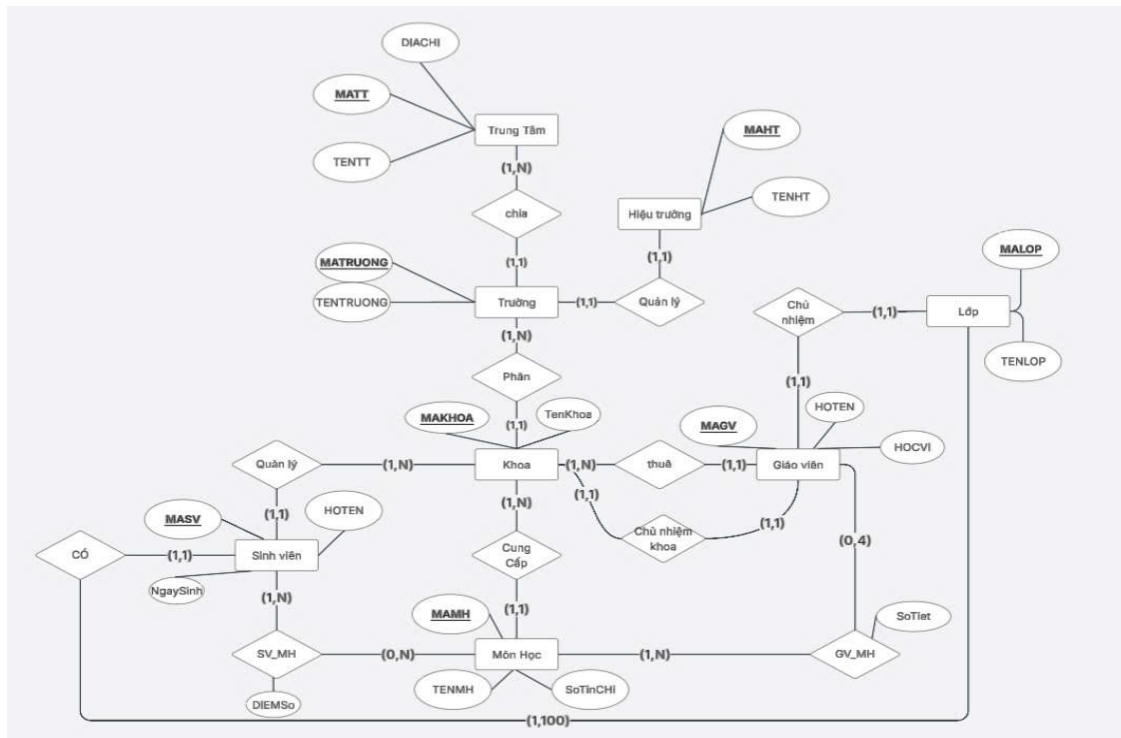 DIACHI
MATT
Trung Tâm
MAHT
TENTT
(1,N)
TENHT
chia
Hiệu trưởng
MALOP
(1,1)
(1,1)
MATRUONG
TENTRUONG
Trường
(1,1)
Quản lý
Chủ
nhiệm
(1,1)
Lớp
(1,N)
TENLOP
Phân
(1,1)
HOTEN
MAKHOA
TenKhoa
(1,1)
MAGV
HOCVI
Quản lý
(1,N)
Khoa
(1,N)
thuê
(1,1)
Giáo viên
(1,1)
(1,N)
(1,1)
HOTEN
MASV
(1,1)
Chủ nhiệm
khoa
(0,4)
CÓ
(1,1)
Sinh viên
Cung
Cấp
NgaySinh
(1,N)
(1,1)
MAMH
SoTiet
SV_MH
(0,N)
Môn Học
(1,N)
GV_MH
TENMH
SoTinCHi
DIEMSo
(1,100)